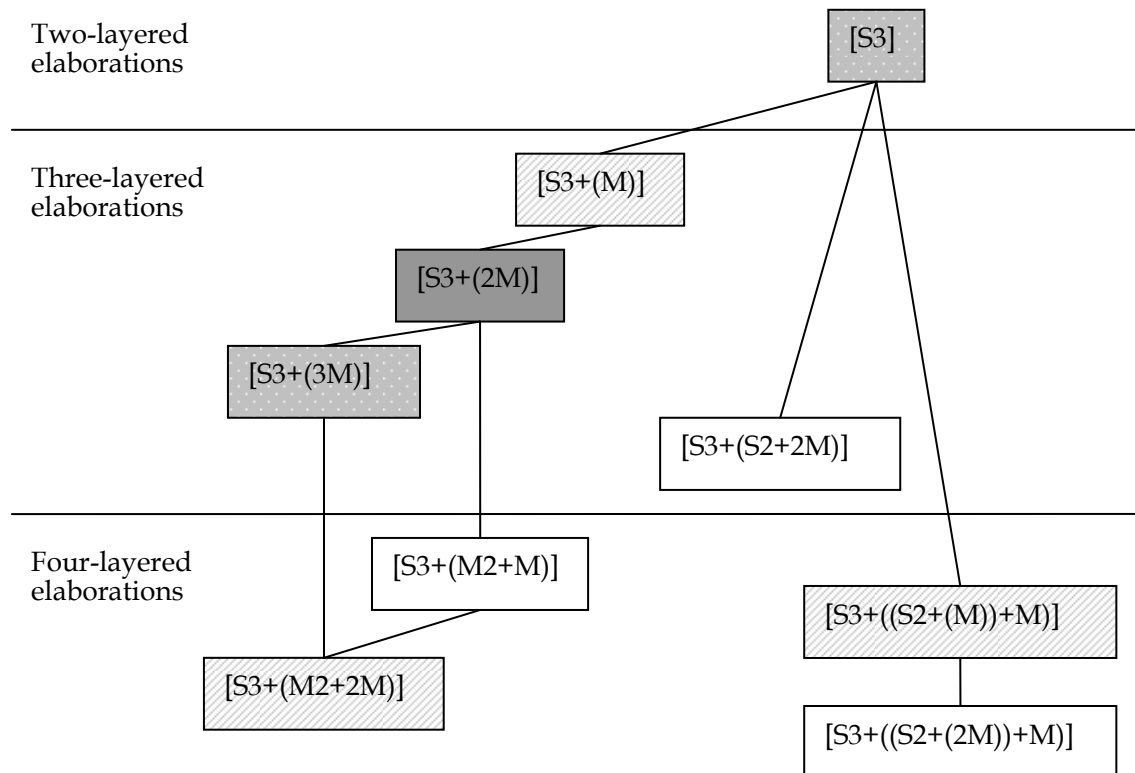 Two-layered
elaborations
[S3]
Three-layered
elaborations
[S3+(M)]
[S3+(2M)]
[S3+(3M)]
[S3+(S2+2M)]
Four-layered
elaborations
[S3+(M2+M)]
[S3+((S2+(M))+M)]
[S3+(M2+2M)]
[S3+((S2+(2M))+M)]